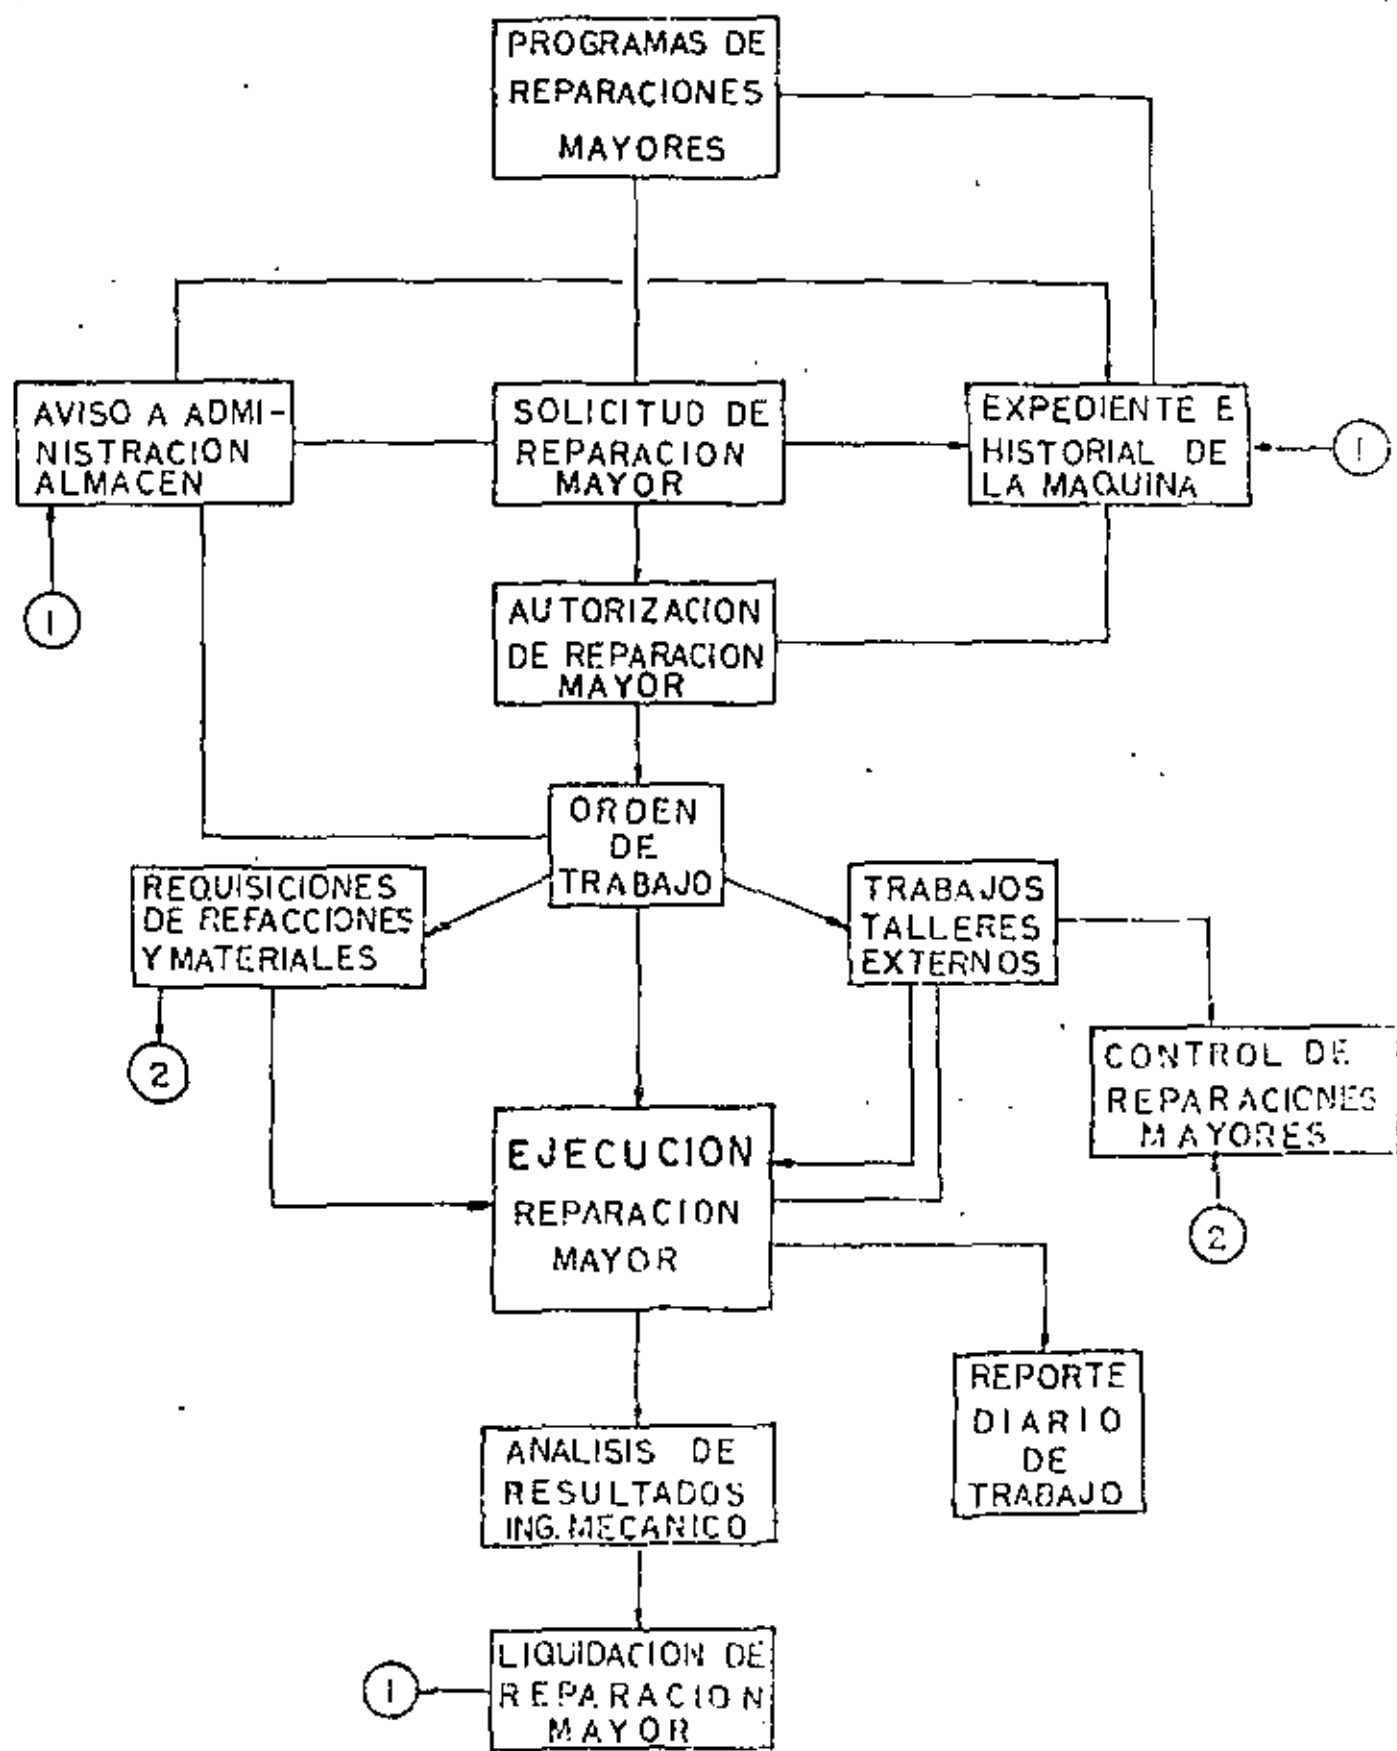 PROGRAMAS DE
REPARACIONES
MAYORES
AVISO A ADMI-
NISTRACION
ALMACEN
SOLICITUD DE
REPARACION
MAYOR
EXPEDIENTE E
HISTORIAL DE
LA MAQUINA
1
1
AUTORIZACION
DE REPARACION
MAYOR
ORDEN
DE
TRABAJO
REQUISICIONES
DE REFACCIONES
Y MATERIALES
TRABAJOS
TALLERES
EXTERNOS
2
CONTROL DE
REPARACIONES
MAYORES
2
EJECUCION
REPARACION
MAYOR
REPORTE
DIARIO
DE
TRABAJO
ANALISIS DE
RESULTADOS
ING. MECANICO
LIQUIDACION DE
REPARACION
MAYOR
1